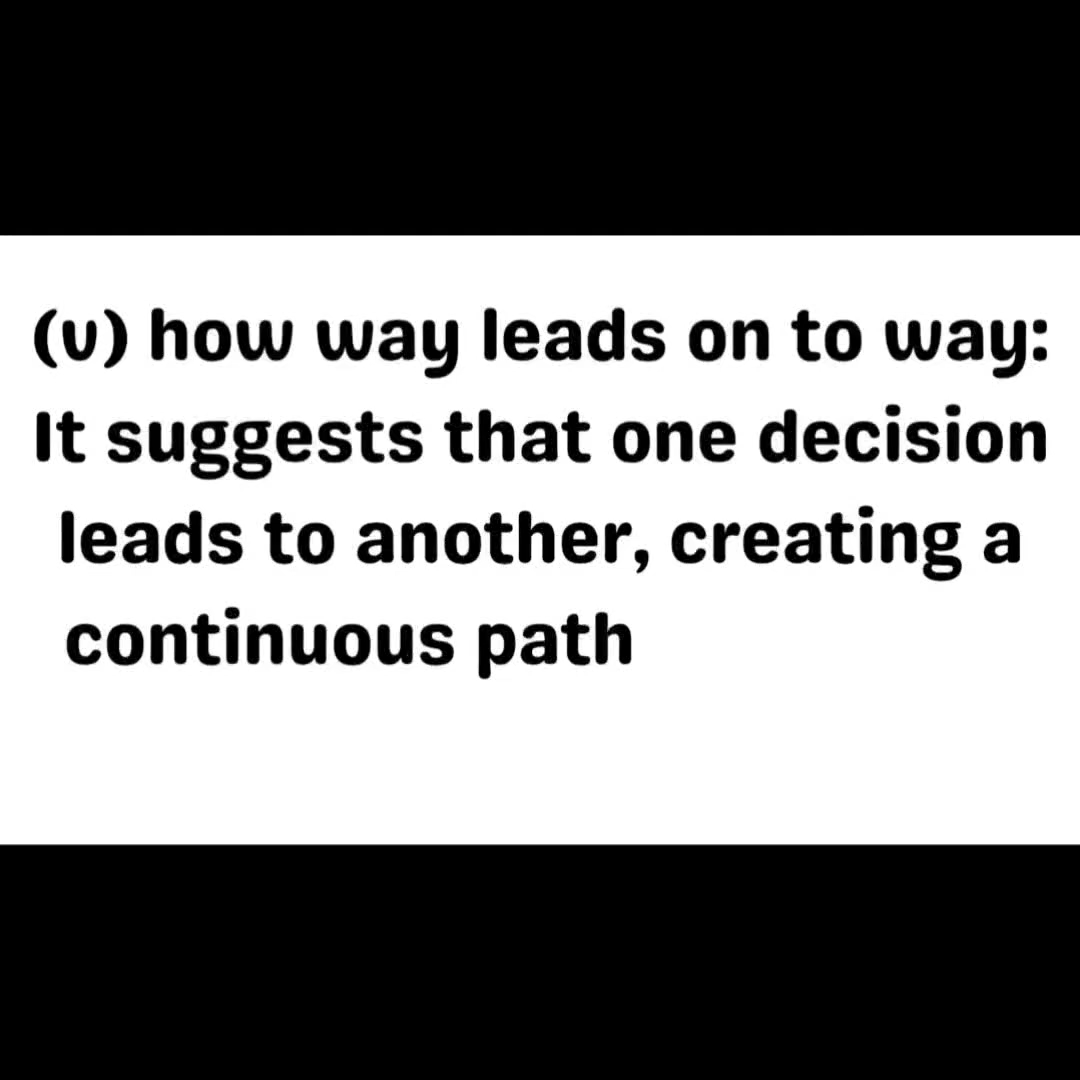 (v) how way leads on to way:
It suggests that one decision
leads to another, creating a
continuous path